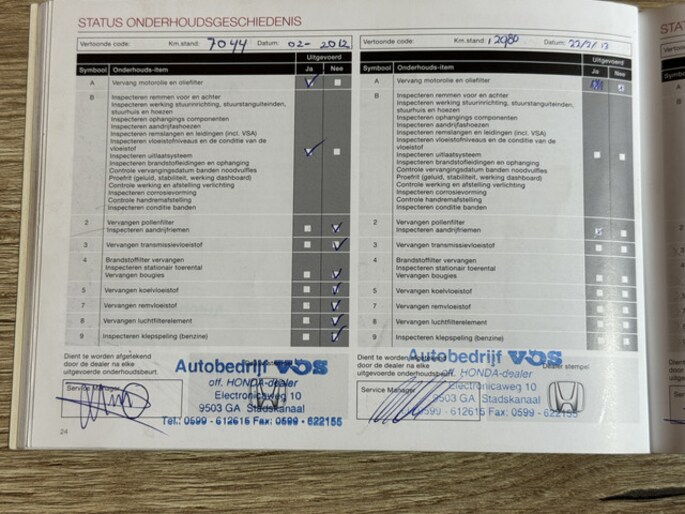 STATUS ONDERHOUDSGESCHIEDENIS
Vertoonde code: Km.stand: 7044 Datum: 02- 2012
Uitgevoerd
Symbool Onderhouds-item Ja Nee
A Vervang motorolie en oliefilter
B Inspecteren remmen voor en achter
Inspecteren werking stuurinrichting, stuurstanguiteinden,
stuurhuis en hoezen
Inspecteren ophangings componenten
Inspecteren aandrijfashoezen
Inspecteren remslangen en leidingen (incl. VSA)
Inspecteren vloeistofniveaus en de conditie van de
vloeistof
Inspecteren uitlaatsysteem
Inspecteren brandstofleidingen en ophanging
Controle vervangingsdatum banden noodvulfles
Proefrit (geluid, stabiliteit, werking dashboard)
Controle werking en afstelling verlichting
Inspecteren corrosievorming
Controle handremafstelling
Inspecteren conditie banden
2 Vervangen pollenfilter
Inspecteren aandrijfriemen
3 Vervangen transmissievloeistof
4 Brandstoffilter vervangen
Inspecteren stationair toerental
Vervangen bougies
5 Vervangen koelvloeistof
7 Vervangen remvloeistof
8 Vervangen luchtfilterelement
9 Inspecteren klepspeling (benzine)
Dient te worden afgetekend
door de dealer na elke
uitgevoerde onderhoudsbeurt.
Service Manager
Autobedrijf VOS
off. HONDA-dealer
Electronicaweg 10
9503 GA Stadskanaal
Tel.: 0599 - 612615 Fax: 0599 - 622155
24
Vertoonde code: Km.stand: 12980 Datum: 22/2/13
Uitgevoerd
Symbool Onderhouds-item Ja Nee
A Vervang motorolie en oliefilter
B Inspecteren remmen voor en achter
Inspecteren werking stuurinrichting, stuurstanguiteinden,
stuurhuis en hoezen
Inspecteren ophangings componenten
Inspecteren aandrijfashoezen
Inspecteren remslangen en leidingen (incl. VSA)
Inspecteren vloeistofniveaus en de conditie van de
vloeistof
Inspecteren uitlaatsysteem
Inspecteren brandstofleidingen en ophanging
Controle vervangingsdatum banden noodvulfles
Proefrit (geluid, stabiliteit, werking dashboard)
Controle werking en afstelling verlichting
Inspecteren corrosievorming
Controle handremafstelling
Inspecteren conditie banden
2 Vervangen pollenfilter
Inspecteren aandrijfriemen
3 Vervangen transmissievloeistof
4 Brandstoffilter vervangen
Inspecteren stationair toerental
Vervangen bougies
5 Vervangen koelvloeistof
7 Vervangen remvloeistof
8 Vervangen luchtfilterelement
9 Inspecteren klepspeling (benzine)
Dient te worden afgetekend
door de dealer na elke
uitgevoerde onderhoudsbeurt.
Dealer stempel
Service Manager
Autobedrijf VOS
off. HONDA-dealer
Electronicaweg 10
9503 GA Stadskanaal
0599 - 612615 Fax: 0599 - 622155